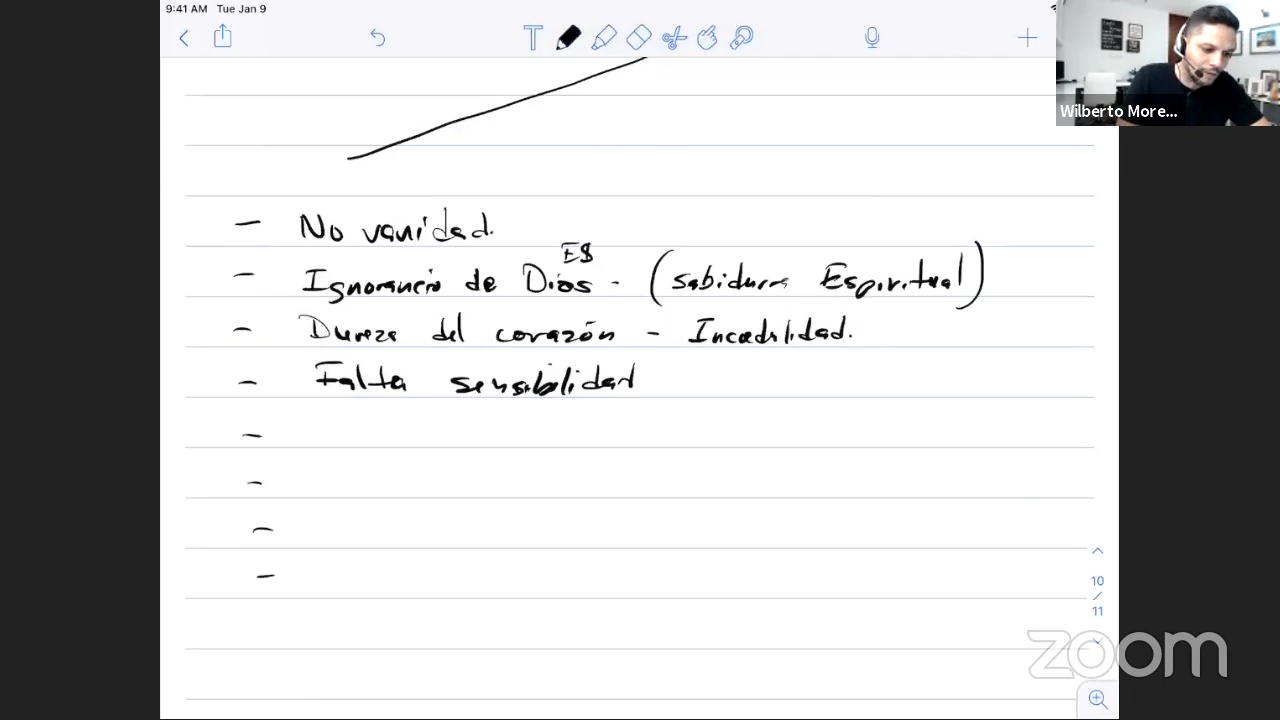 9:41 AM Tue Jan 9
T
Wilberto More...
- No vanidad.
ES
- Ignorancia de Dios - (sabiduria Espiritual)
- Dureza del corazón - Incredulidad.
- Falta sensibilidad
-
-
-
-
10
/
11
zoom